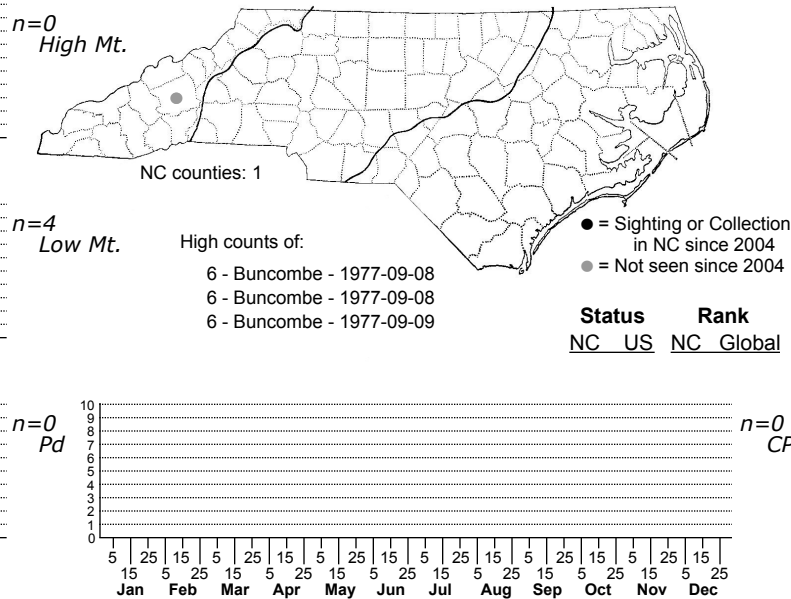 n=0
High Mt.
NC counties: 1
n=4
Low Mt.
High counts of:
6 - Buncombe - 1977-09-08
6 - Buncombe - 1977-09-08
6 - Buncombe - 1977-09-09
● = Sighting or Collection
in NC since 2004
● = Not seen since 2004
Status Rank
NC US NC Global
n=0
Pd
10
9
8
7
6
5
4
3
2
1
0
n=0
CP
5 25 15 5 25 15 5 25 15 5 25 15 5 25 15 5 25 15
15 5 25 15 5 25 15 5 25 15 5 25 15 5 25 15 5 25
Jan Feb Mar Apr May Jun Jul Aug Sep Oct Nov Dec